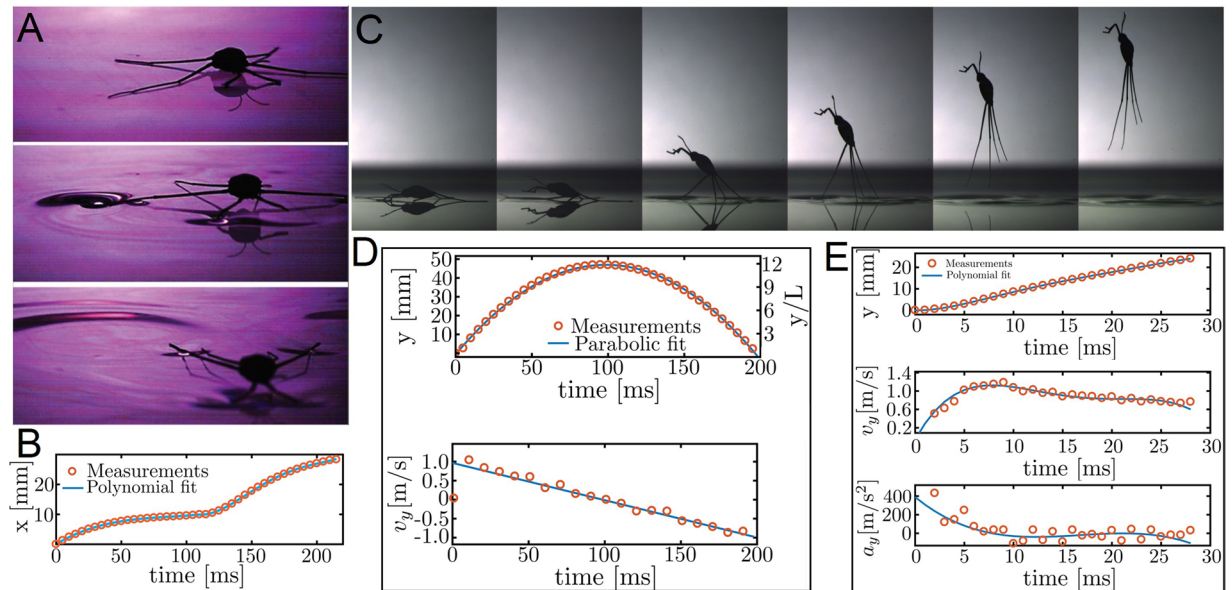 A
C
B
Measurements
Polynomial fit
x [mm]
20
10
0 50 100 150 200
time [ms]
D
y [mm]
50
40
30
20
10
12
9
6
3
y/L
Measurements
Parabolic fit
0 50 100 150 200
time [ms]
v_y[m/s]
1.0
0.5
0
-0.5
-1.0
0 50 100 150 200
time [ms]
E
y [mm]
20
10
0
Measurements
Polynomial fit
0 5 10 15 20 25 30
time [ms]
v_y[m/s]
1.4
1.0
0.6
0.2
0 5 10 15 20 25 30
time [ms]
a_y[m/s²]
400
200
0
0 5 10 15 20 25 30
time [ms]